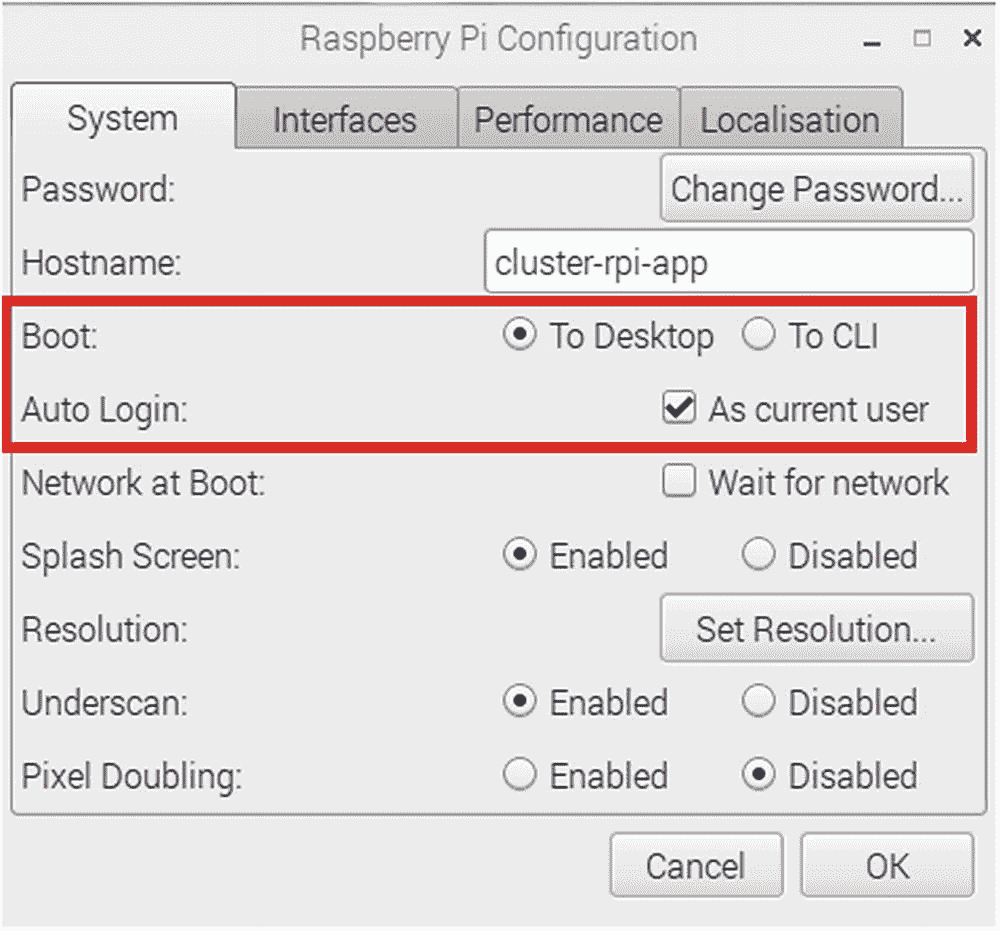 Raspberry Pi Configuration
System Interfaces Performance Localisation
Password: Change Password...
Hostname: cluster-rpi-app
Boot: To Desktop To CLI
Auto Login: As current user
Network at Boot: Wait for network
Splash Screen: Enabled Disabled
Resolution: Set Resolution...
Underscan: Enabled Disabled
Pixel Doubling: Enabled Disabled
Cancel OK